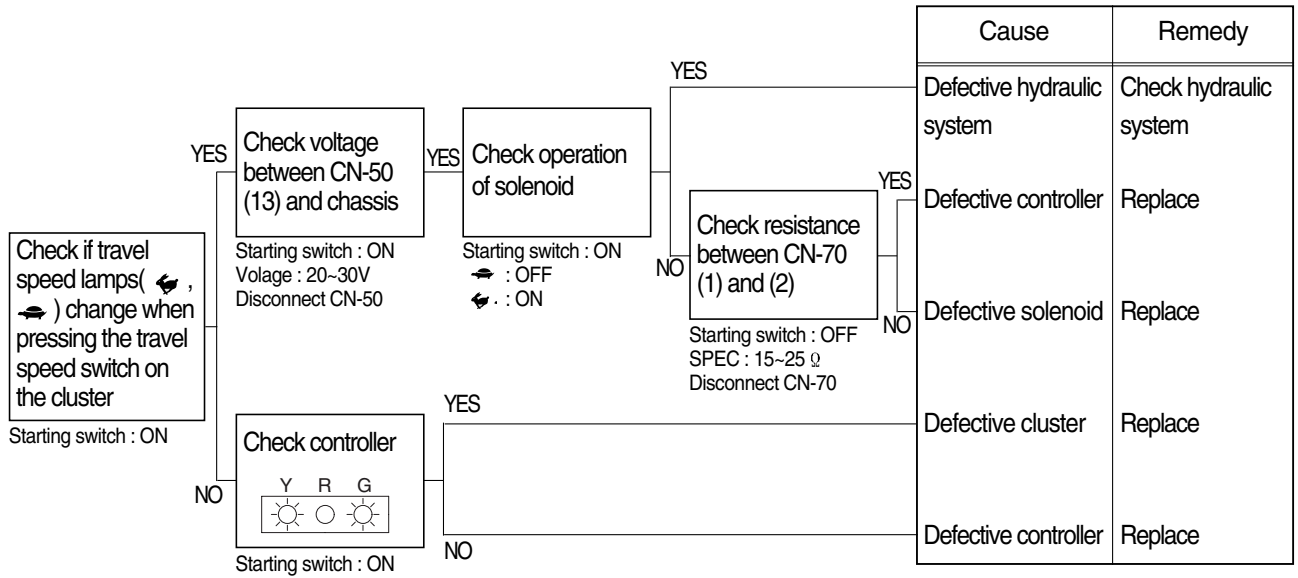 Cause
Remedy
YES
Defective hydraulic
system
Check hydraulic
system
YES
Check voltage
between CN-50
(13) and chassis
YES
Check operation
of solenoid
Starting switch : ON
Volage : 20~30V
Disconnect CN-50
Starting switch : ON
: OFF
: ON
NO
Check resistance
between CN-70
(1) and (2)
YES
Defective controller
Replace
NO
Defective solenoid
Replace
Starting switch : OFF
SPEC : 15~25 Ω
Disconnect CN-70
Check if travel
speed lamps( ,
) change when
pressing the travel
speed switch on
the cluster
Starting switch : ON
NO
Check controller
Y R G
Starting switch : ON
YES
Defective cluster
Replace
NO
Defective controller
Replace